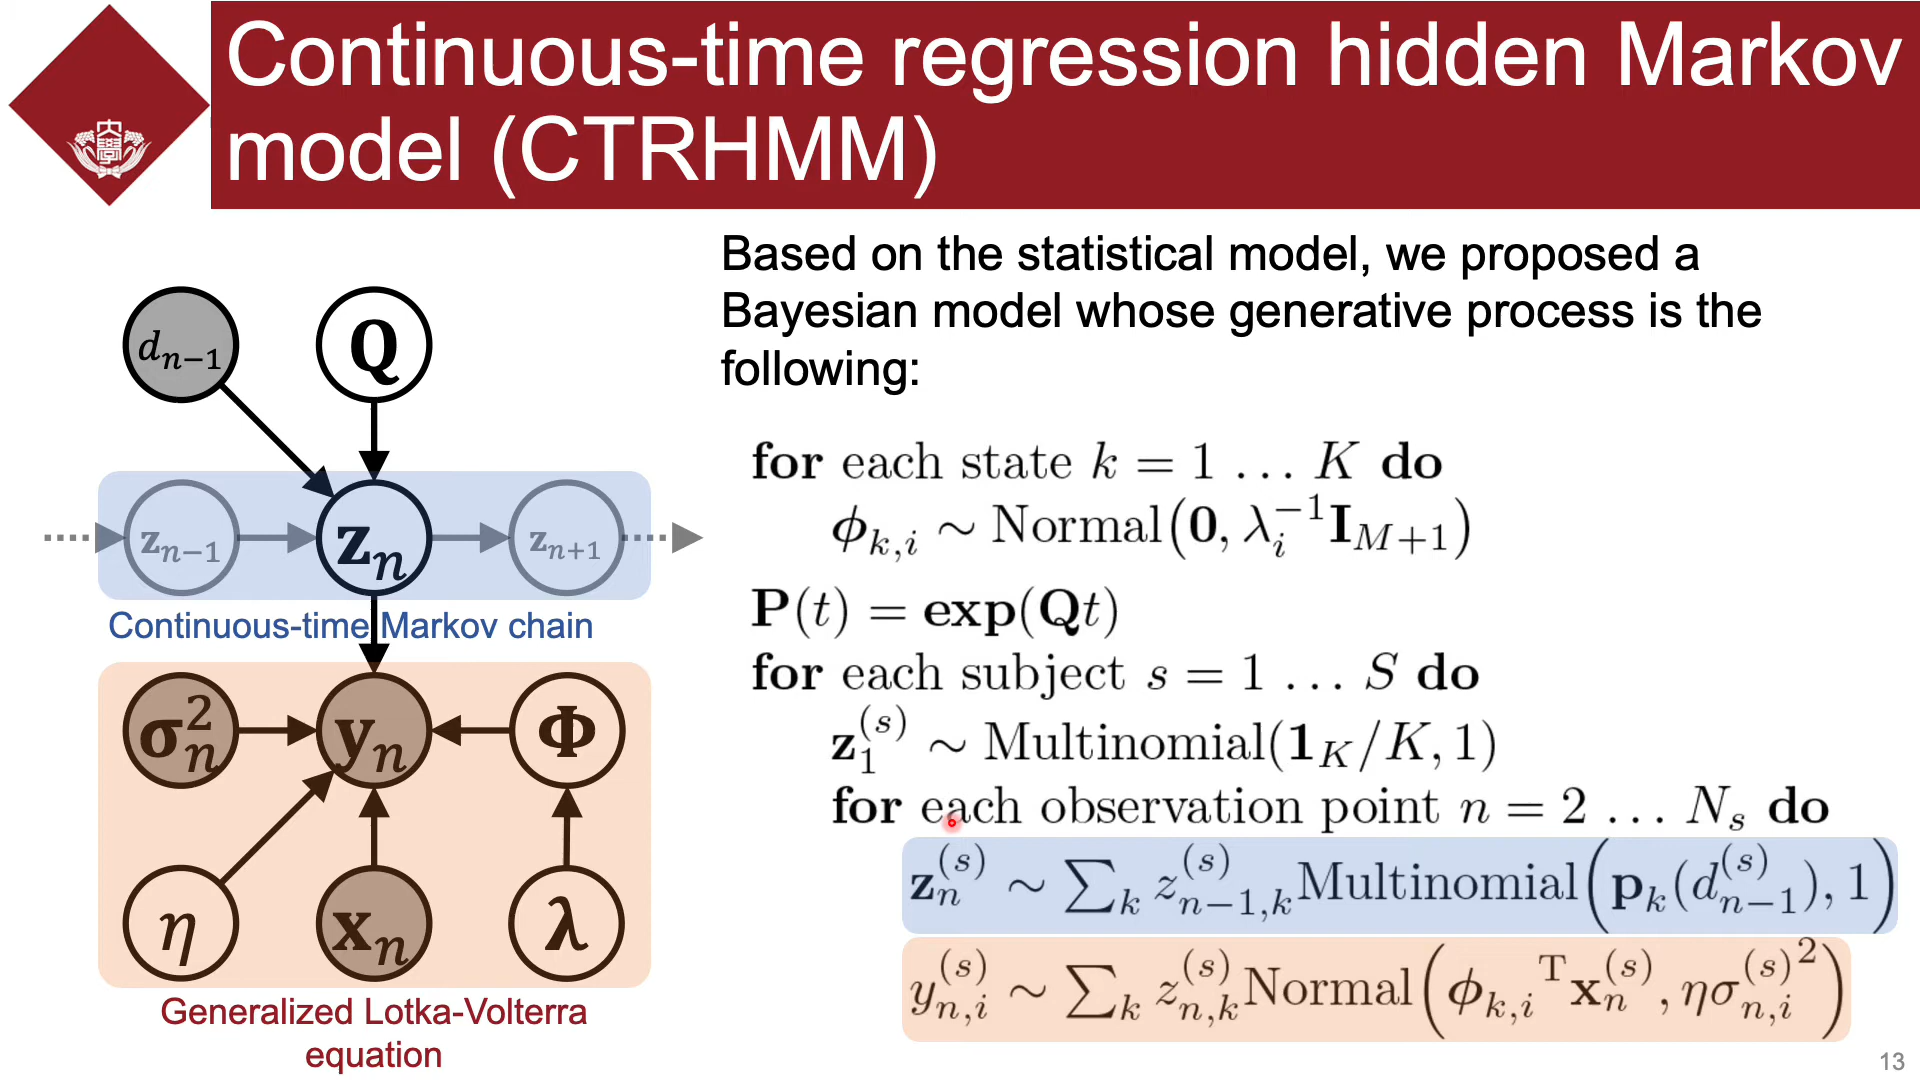 Continuous-time regression hidden Markov
model (CTRHMM)
Based on the statistical model, we proposed a
Bayesian model whose generative process is the
following:
d_{n−1}
Q
z_{n−1}
z_n
z_{n+1}
Continuous-time Markov chain
σ_n^2
y_n
Φ
η
x_n
λ
Generalized Lotka-Volterra
equation
for each state k = 1 … K do
ϕ_{k,i} ∼ Normal(0, λ_i^{−1} I_{M+1})
P(t) = exp(Qt)
for each subject s = 1 … S do
z_1^{(s)} ∼ Multinomial(1_K/K, 1)
for each observation point n = 2 … N_s do
z_n^{(s)} ∼ ∑_k z_{n−1,k}^{(s)} Multinomial(p_k(d_{n−1}^{(s)}), 1)
y_{n,i}^{(s)} ∼ ∑_k z_{n,k}^{(s)} Normal(ϕ_{k,i}^T x_n^{(s)}, ησ_{n,i}^{(s)2})
13